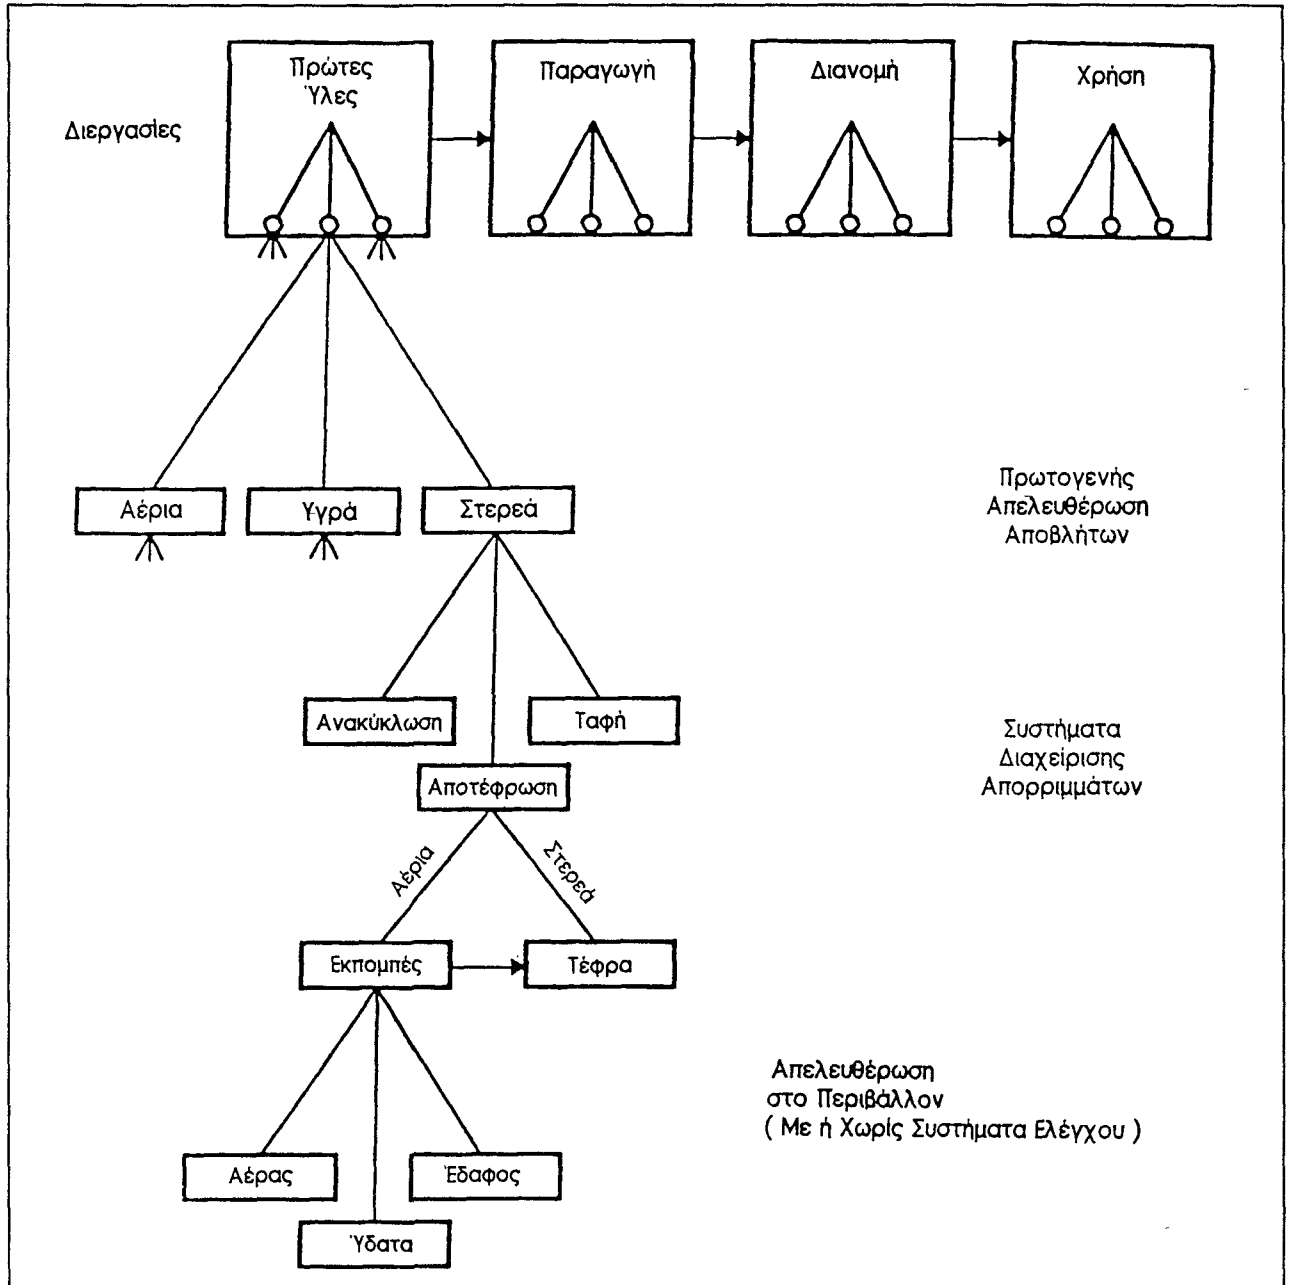 Πρώτες
Ύλες
Παραγωγή
Διανομή
Χρήση
Διεργασίες
Αέρια
Υγρά
Στερεά
Πρωτογενής
Απελευθέρωση
Αποβλήτων
Ανακύκλωση
Ταφή
Συστήματα
Διαχείρισης
Απορριμμάτων
Αποτέφρωση
Αέρια
Στερεά
Εκπομπές
Τέφρα
Απελευθέρωση
στο Περιβάλλον
( Με ή Χωρίς Συστήματα Ελέγχου )
Αέρας
Έδαφος
Ύδατα